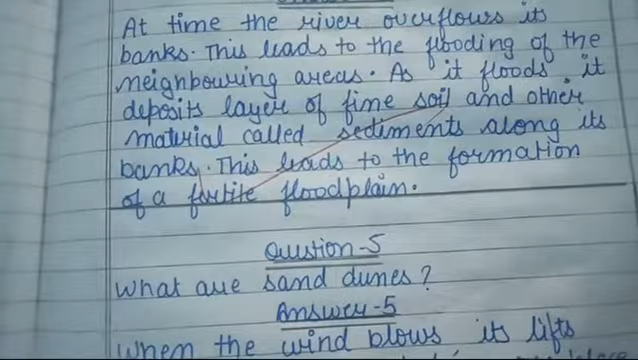 At time the river overflows its
banks. This leads to the flooding of the
neighbouring areas. As it floods it
deposits layer of fine soil and other
material called sediments along its
banks. This leads to the formation
of a fertile floodplain.
Question-5
What are sand dunes?
Answer-5
When the wind blows its lifts